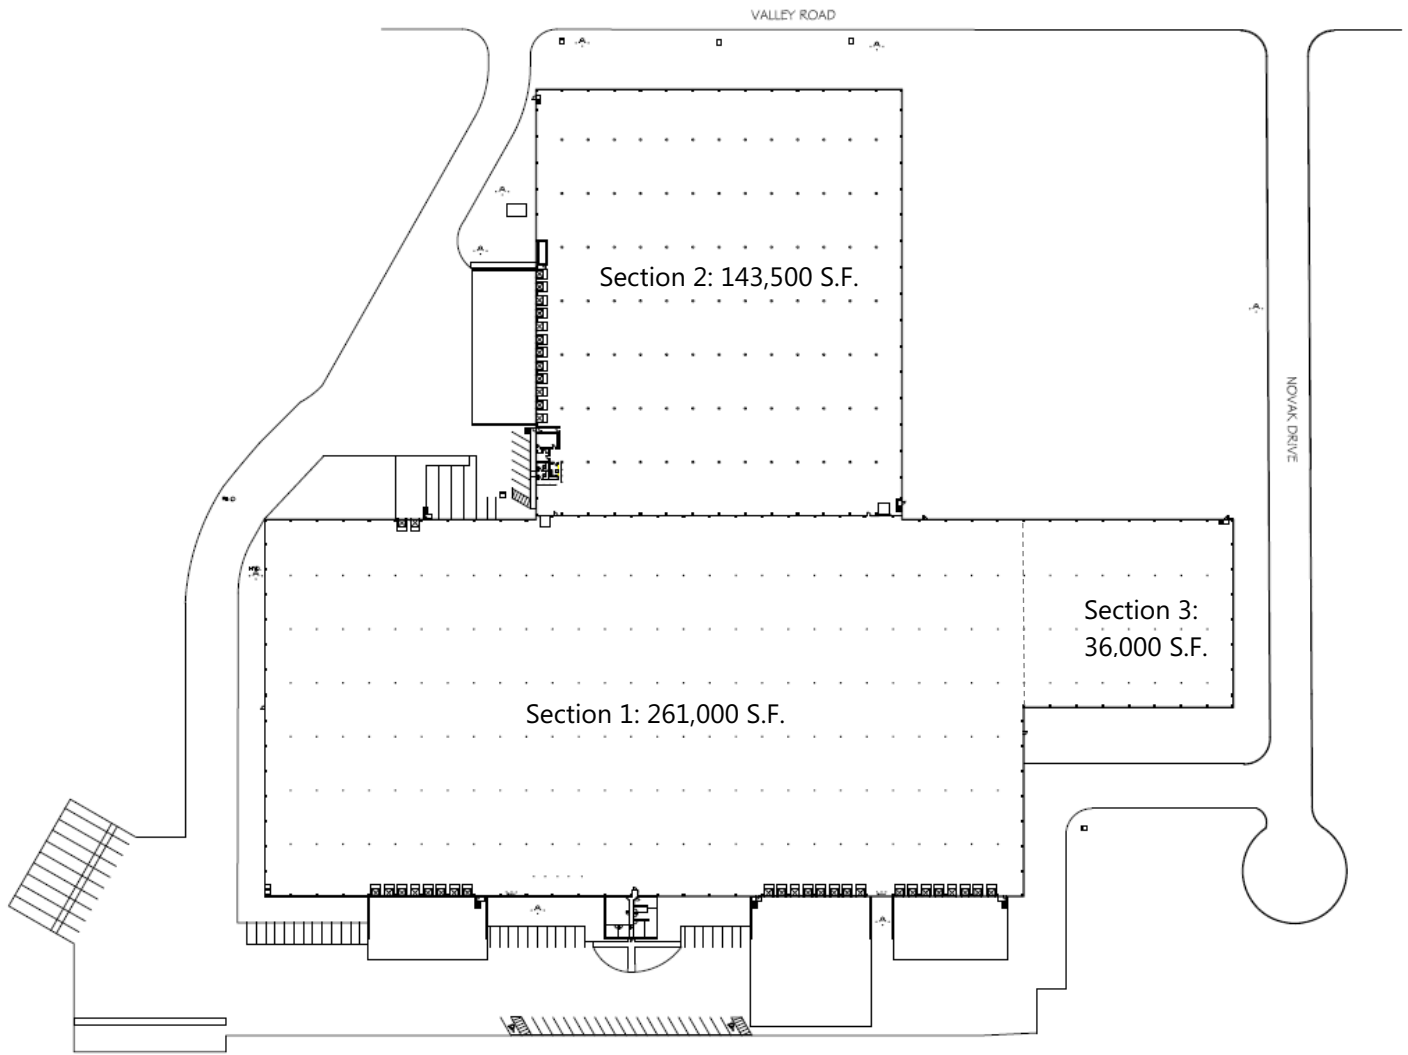 VALLEY ROAD
Section 2: 143,500 S.F.
NOVAK DRIVE
Section 3:
36,000 S.F.
Section 1: 261,000 S.F.